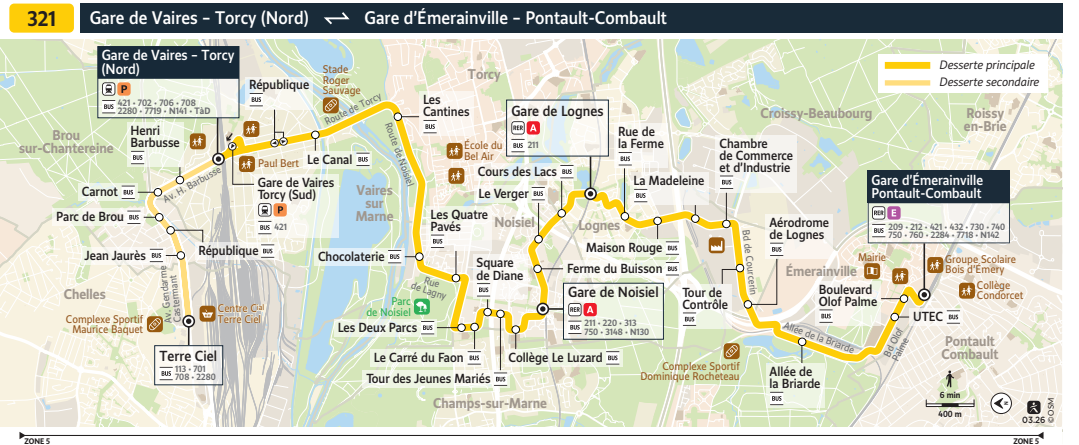 321 Gare de Vaires – Torcy (Nord) Gare d'Émerainville – Pontault-Combault
Gare de Vaires – Torcy
(Nord)
P
BUS 421 • 702 • 706 • 708
2280 • 7719 • N141 • TàD
Desserte principale
Desserte secondaire
Stade
Roger
Sauvage
République
BUS
Route de Torcy
Torcy
Les
Cantines
BUS
Gare de Lognes
RER A
BUS 211
Croissy-Beaubourg
Roissy
en-Brie
Brou
sur-Chantereine
Henri
Barbusse
BUS
Paul Bert
Le Canal BUS
Route de Noisiel
École du
Bel Air
Rue de
la Ferme
BUS
Chambre
de Commerce
et d'Industrie
BUS
Cours des Lacs BUS
La Madeleine
BUS
Gare d'Émerainville
Pontault-Combault
RER E
BUS 209 • 212 • 421 • 432 • 730 • 740
750 • 760 • 2284 • 7718 • N142
Carnot BUS
Av. H. Barbusse
Gare de Vaires
Torcy (Sud)
P
BUS 421
Vaires
sur
Marne
Le Verger BUS
Parc de Brou BUS
Les Quatre
Pavés
BUS
Noisiel
Lognes
Aérodrome
de Lognes
BUS
République BUS
Maison Rouge BUS
Bd de Courcerin
Jean Jaurès BUS
Chocolaterie BUS
Square
de Diane
BUS
Ferme du Buisson BUS
Émerainville
Mairie
Groupe Scolaire
Bois d'Émery
Collège
Condorcet
Chelles
Av. Gendarme
Castermant
Rue
de Lagny
Gare de Noisiel
RER A
BUS 211 • 220 • 313
750 • 3148 • N130
Tour de
Contrôle
BUS
Boulevard
Olof Palme
BUS
Centre Cial
Terre Ciel
Parc
de Noisiel
Complexe Sportif
Maurice Baquet
Les Deux Parcs BUS
UTEC BUS
Allée de la Briarde
Bd Olof
Palme
Pontault
Combault
Terre Ciel
BUS 113 • 701
708 • 2280
Le Carré du Faon BUS
Collège Le Luzard BUS
Complexe Sportif
Dominique Rocheteau
Allée de
la Briarde
BUS
Tour des Jeunes Mariés BUS
Champs-sur-Marne
6 min
400 m
N
03.26
© OSM
ZONE 5 ZONE 5